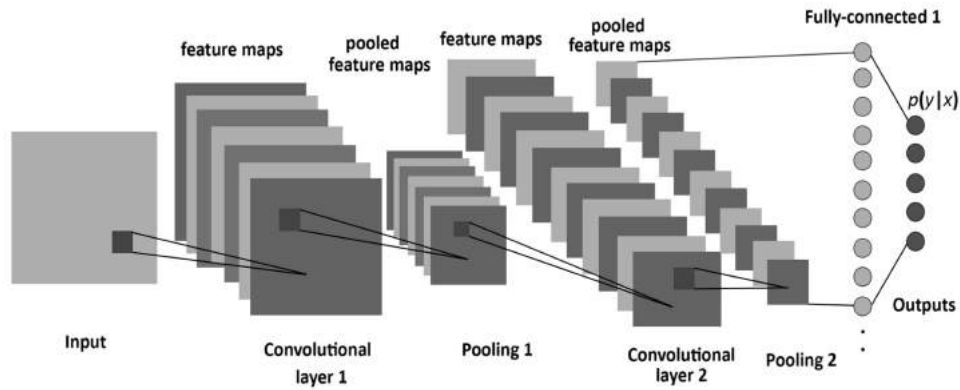 Fully-connected 1
feature maps
pooled
feature maps
feature maps
pooled
feature maps
p(y|x)
Outputs
Input
Convolutional
layer 1
Pooling 1
Convolutional
layer 2
Pooling 2